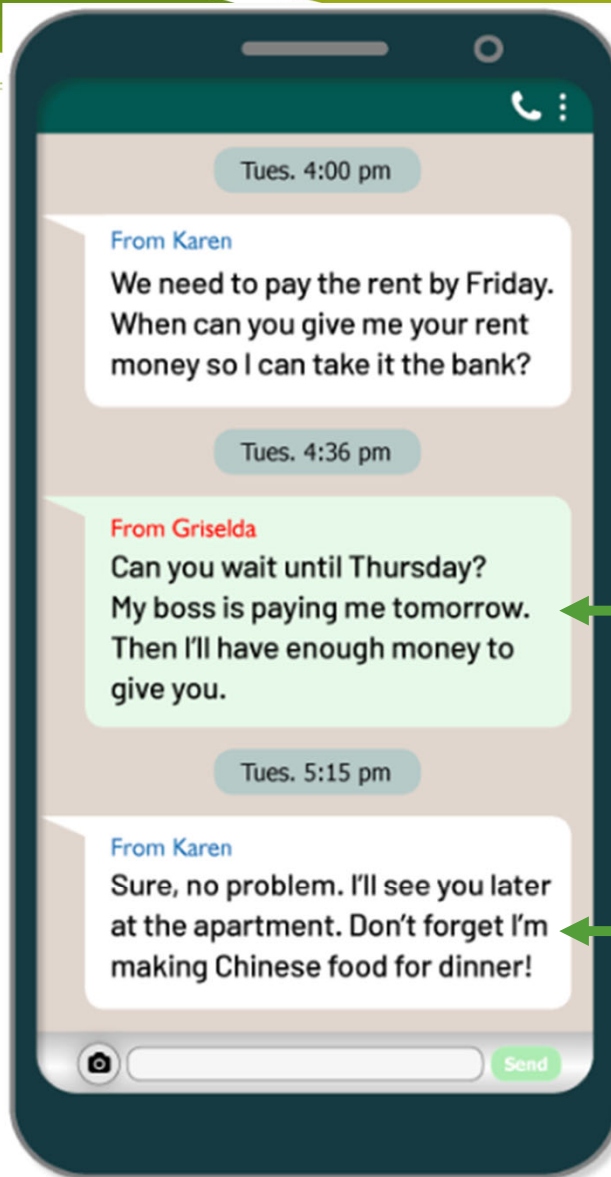 Tues. 4:00 pm
From Karen
We need to pay the rent by Friday.
When can you give me your rent
money so I can take it the bank?
Tues. 4:36 pm
From Griselda
Can you wait until Thursday?
My boss is paying me tomorrow.
Then I'll have enough money to
give you.
Tues. 5:15 pm
From Karen
Sure, no problem. I'll see you later
at the apartment. Don't forget I'm
making Chinese food for dinner!
Send